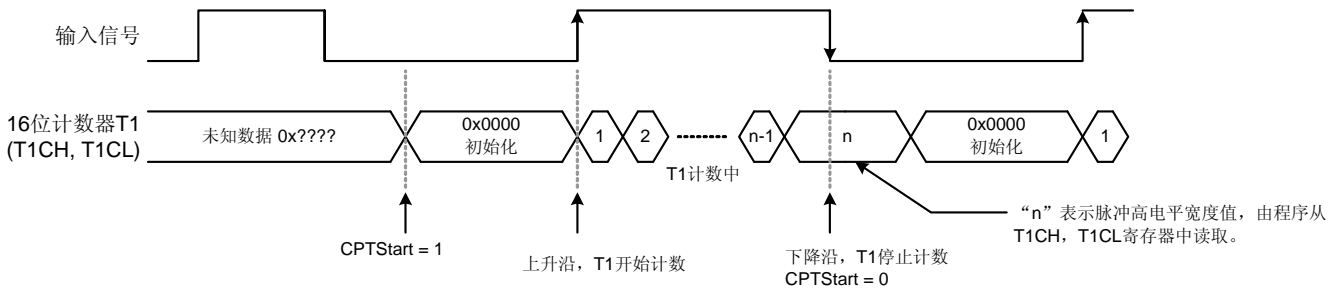 输入信号
16位计数器T1
(T1CH, T1CL)
未知数据 0x????
0x0000
初始化
1
2
n-1
n
0x0000
初始化
1
T1计数中
“n”表示脉冲高电平宽度值，由程序从
T1CH，T1CL寄存器中读取。
CPTStart = 1
上升沿，T1开始计数
下降沿，T1停止计数
CPTStart = 0